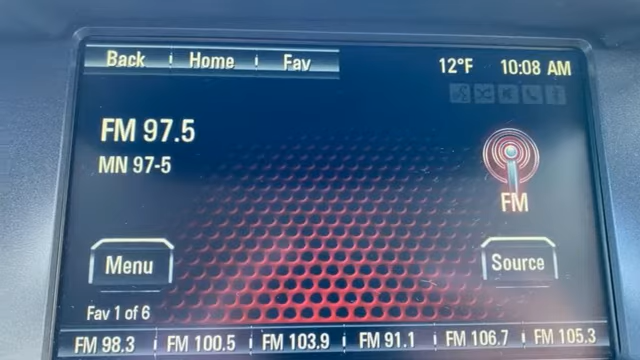 Back Home Fav
12°F 10:08 AM
FM 97.5
MN 97-5
FM
Menu Source
Fav 1 of 6
FM 98.3 FM 100.5 FM 103.9 FM 91.1 FM 106.7 FM 105.3